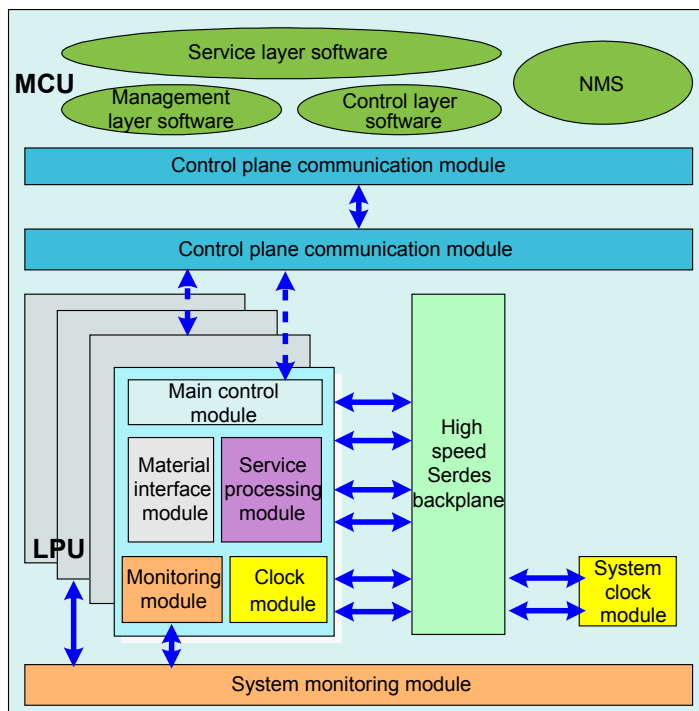 Service layer software
MCU
NMS
Management
layer software
Control layer
software
Control plane communication module
Control plane communication module
Main control
module
Material
interface
module
Service
processing
module
High
speed
Serdes
backplane
LPU
Monitoring
module
Clock
module
System
clock
module
System monitoring module